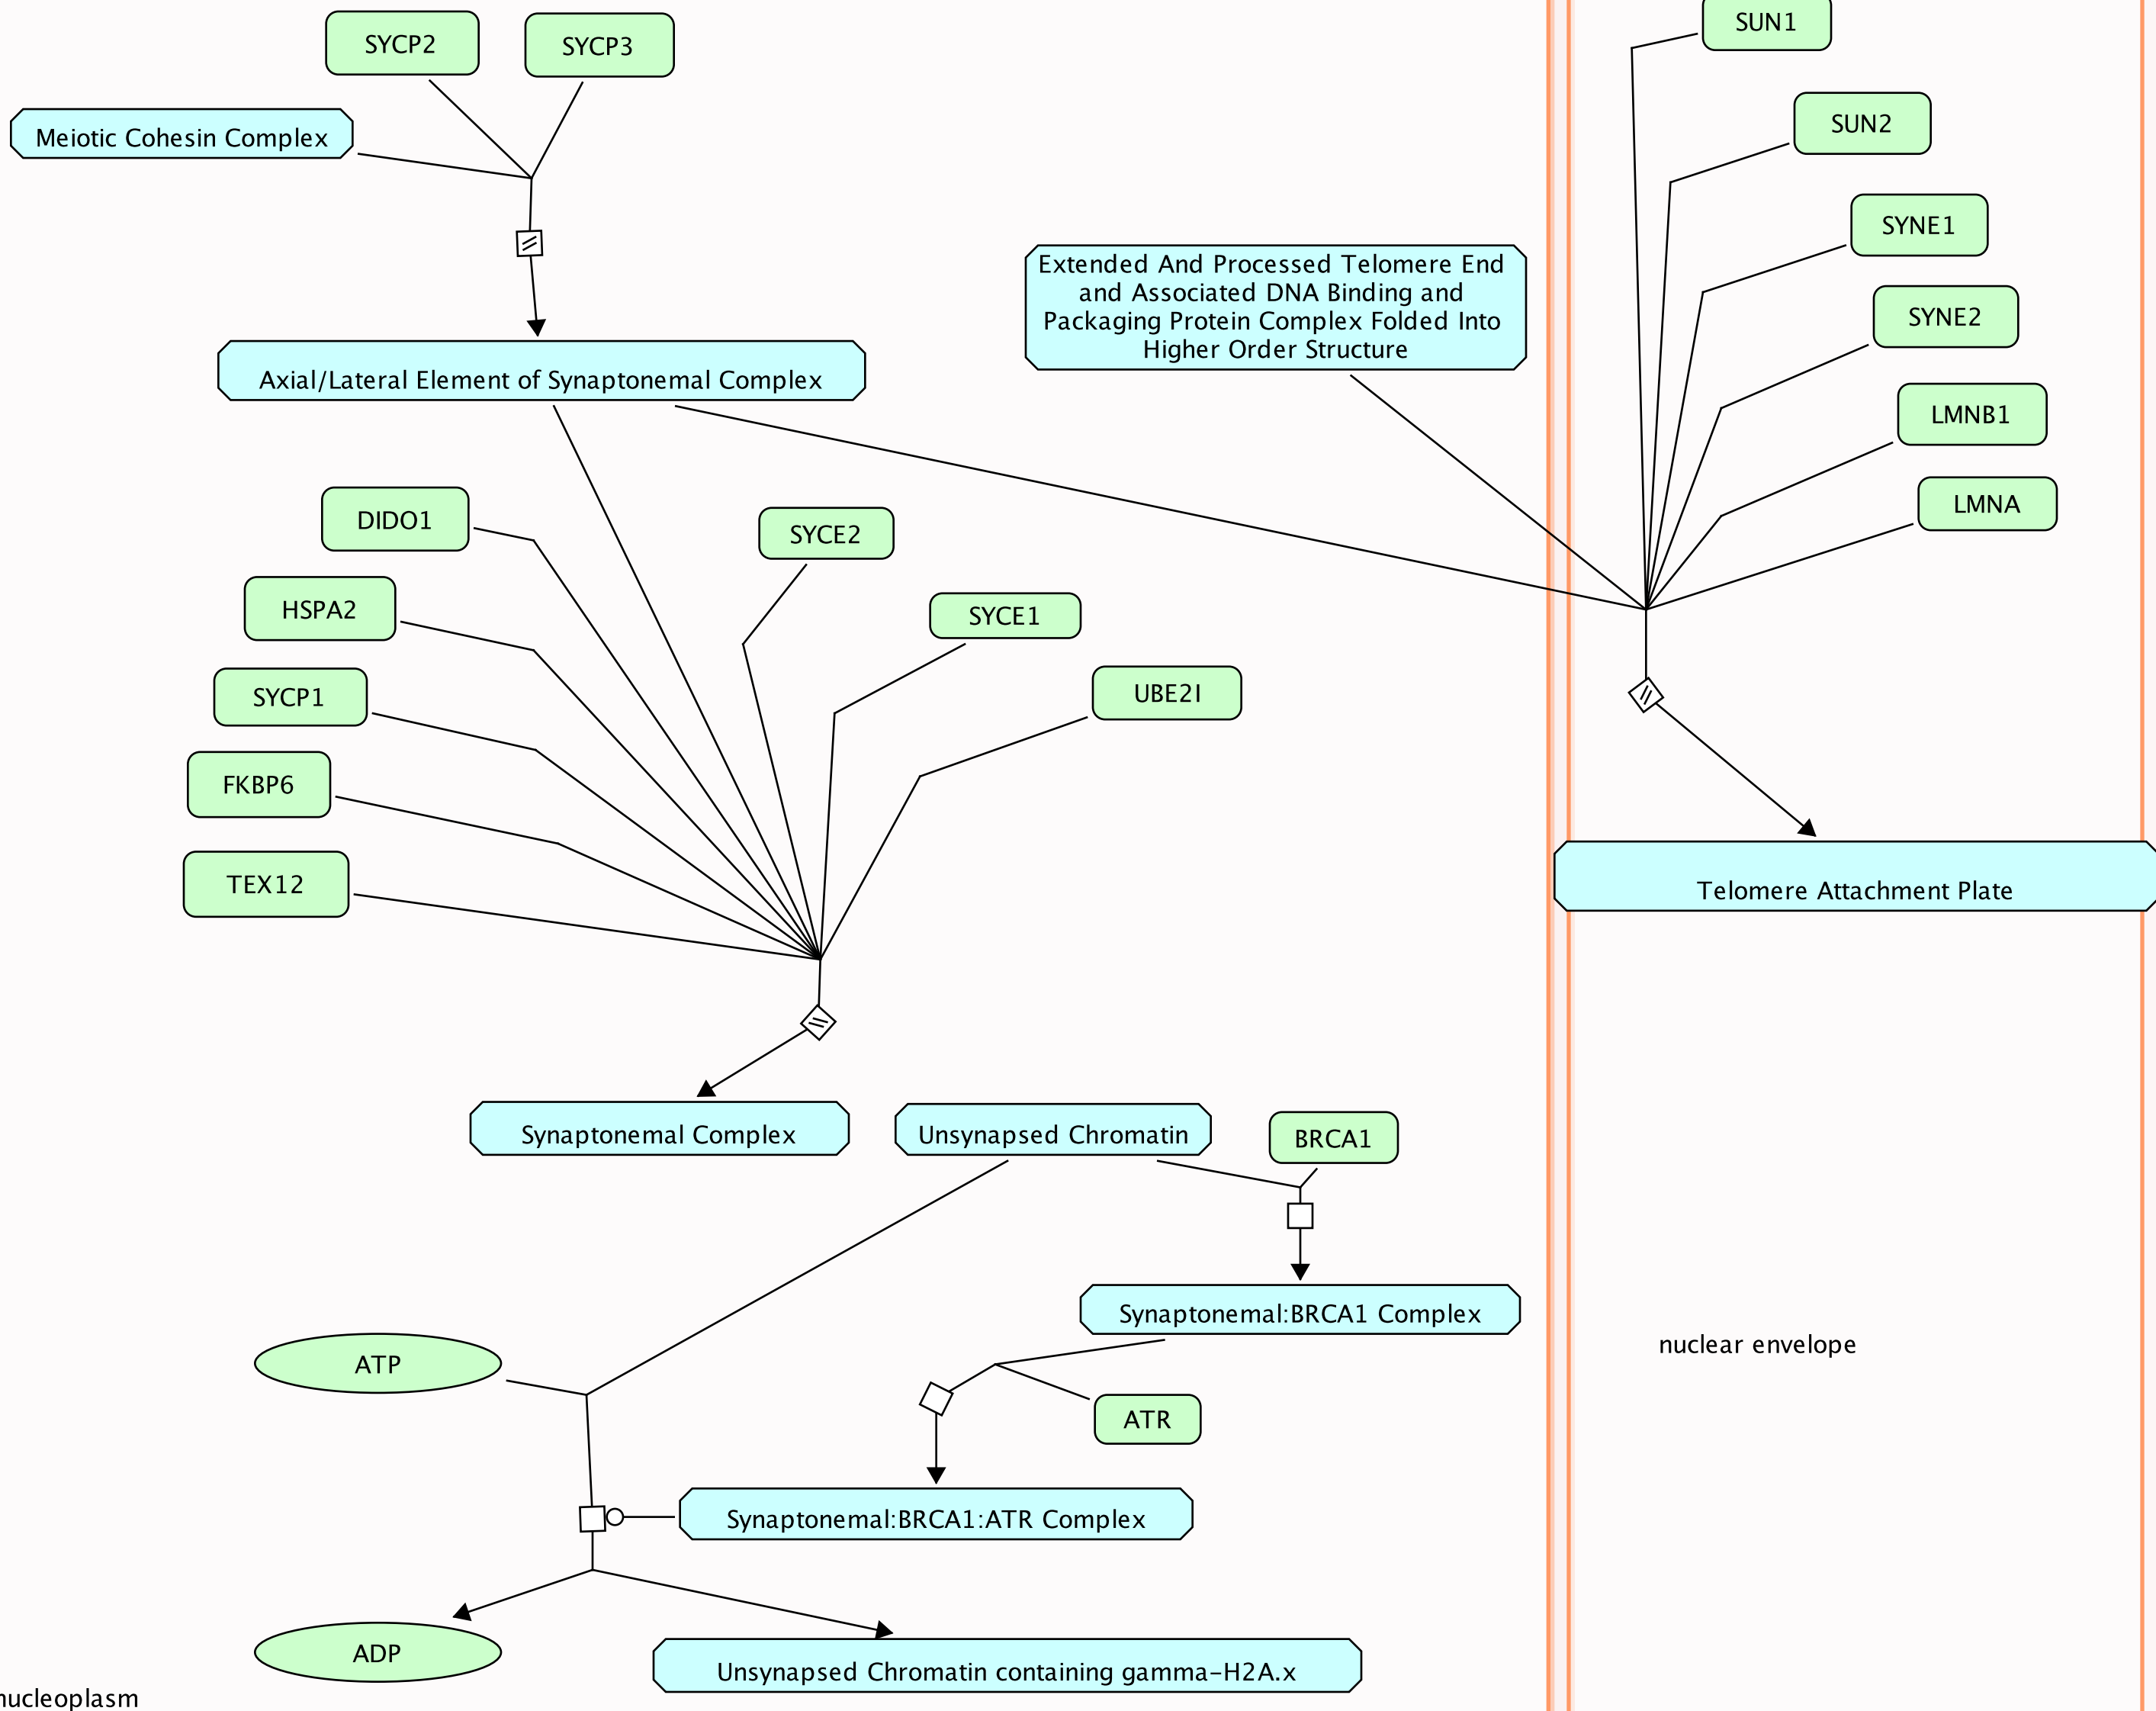 SUN1
SYCP2
SYCP3
SUN2
Meiotic Cohesin Complex
SYNE1
Extended And Processed Telomere End
and Associated DNA Binding and
Packaging Protein Complex Folded Into
Higher Order Structure
SYNE2
Axial/Lateral Element of Synaptonemal Complex
LMNB1
LMNA
DIDO1
SYCE2
HSPA2
SYCE1
SYCP1
UBE2I
FKBP6
TEX12
Telomere Attachment Plate
Synaptonemal Complex
Unsynapsed Chromatin
BRCA1
Synaptonemal:BRCA1 Complex
nuclear envelope
ATP
ATR
Synaptonemal:BRCA1:ATR Complex
ADP
Unsynapsed Chromatin containing gamma-H2A.x
nucleoplasm